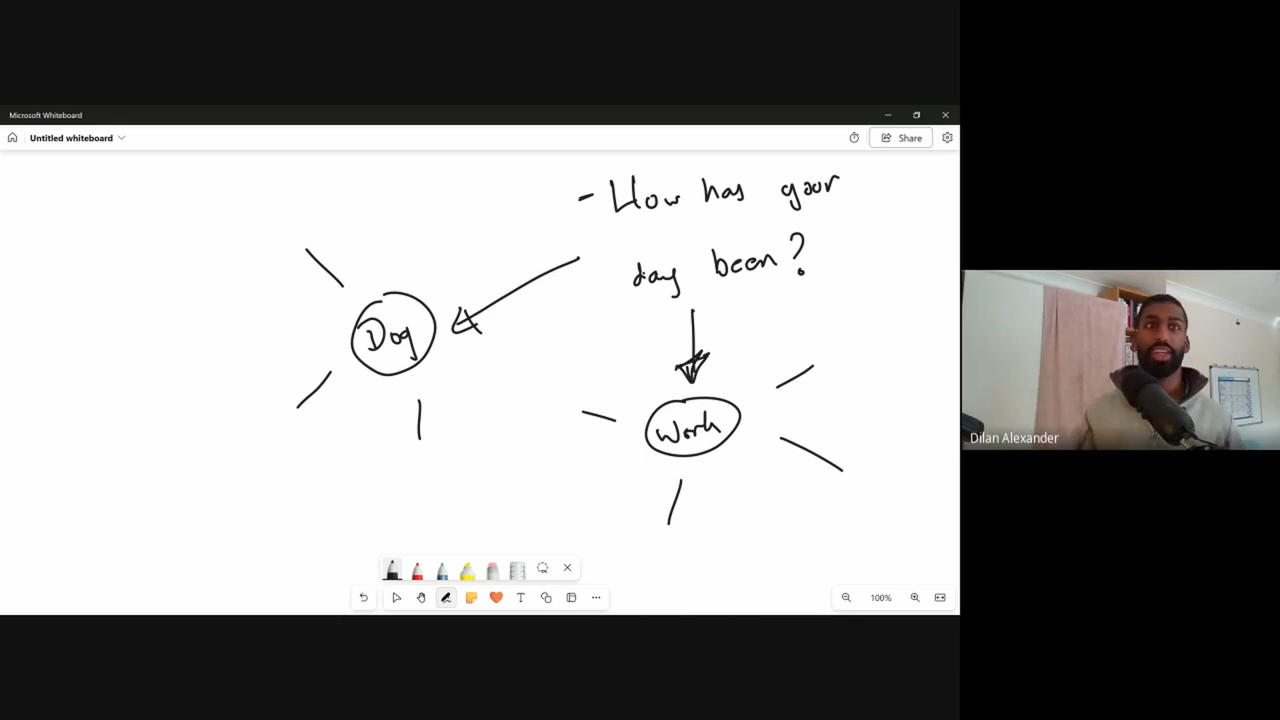 Microsoft Whiteboard
Untitled whiteboard
Share
- How has your
day been?
Dog
Work
Dilan Alexander
100%